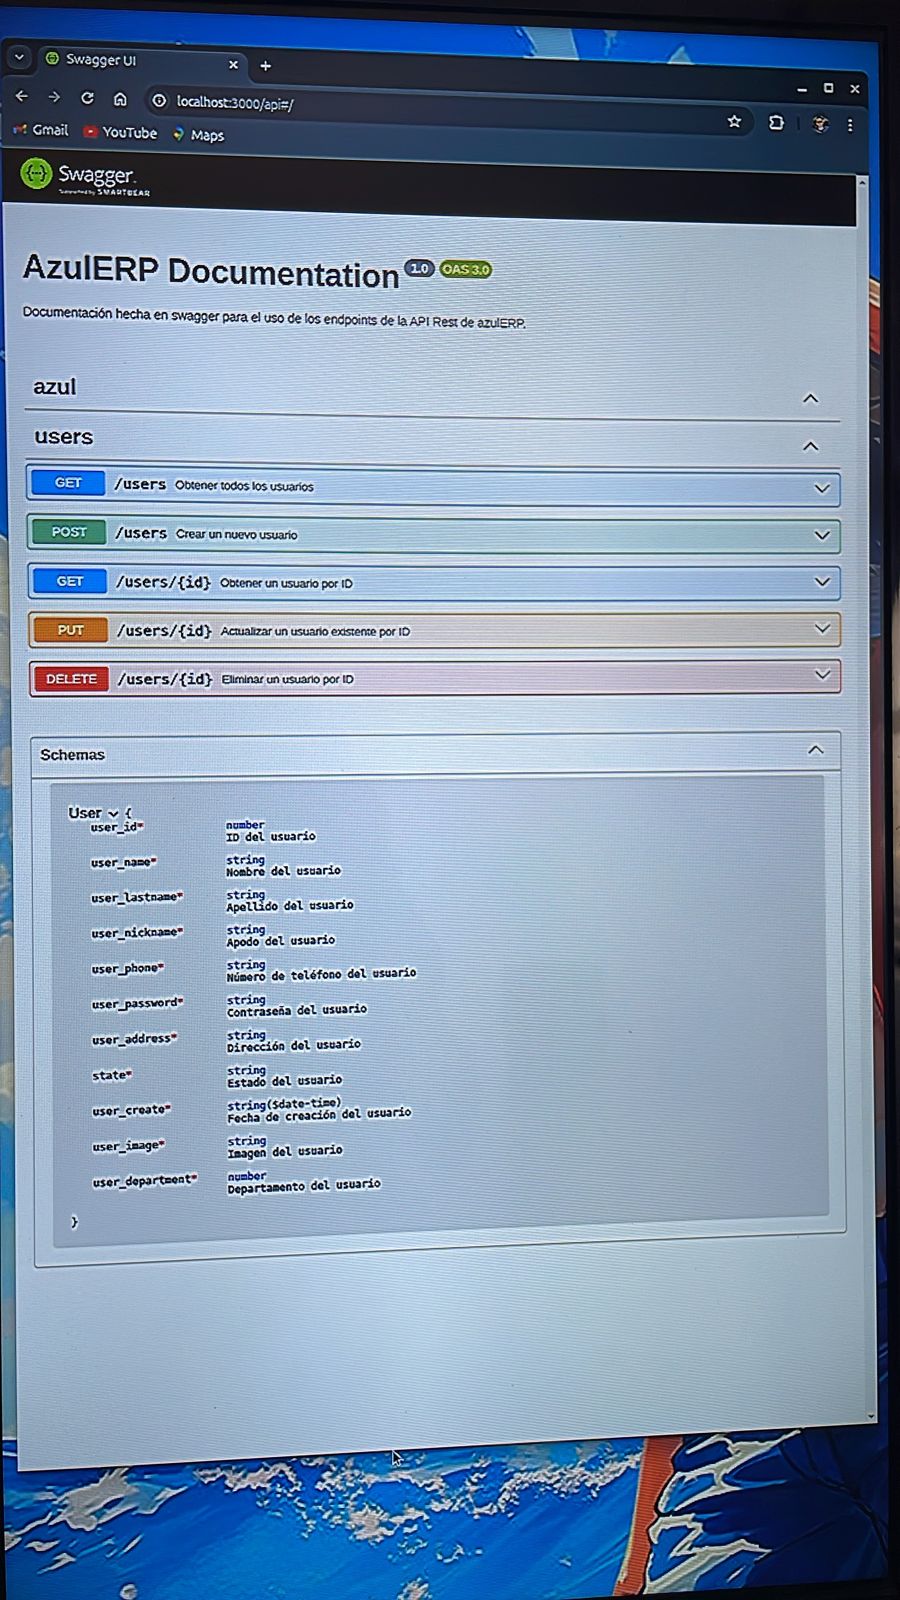 Swagger UI
localhost:3000/api#/
Gmail YouTube Maps
Swagger.
Supported by SMARTBEAR
AzulERP Documentation 1.0 OAS 3.0
Documentación hecha en swagger para el uso de los endpoints de la API Rest de azulERP.
azul
users
GET /users Obtener todos los usuarios
POST /users Crear un nuevo usuario
GET /users/{id} Obtener un usuario por ID
PUT /users/{id} Actualizar un usuario existente por ID
DELETE /users/{id} Eliminar un usuario por ID
Schemas
User {
user_id* number
ID del usuario
user_name* string
Nombre del usuario
user_lastname* string
Apellido del usuario
user_nickname* string
Apodo del usuario
user_phone* string
Número de teléfono del usuario
user_password* string
Contraseña del usuario
user_address* string
Dirección del usuario
state* string
Estado del usuario
user_create* string($date-time)
Fecha de creación del usuario
user_image* string
Imagen del usuario
user_department* number
Departamento del usuario
}